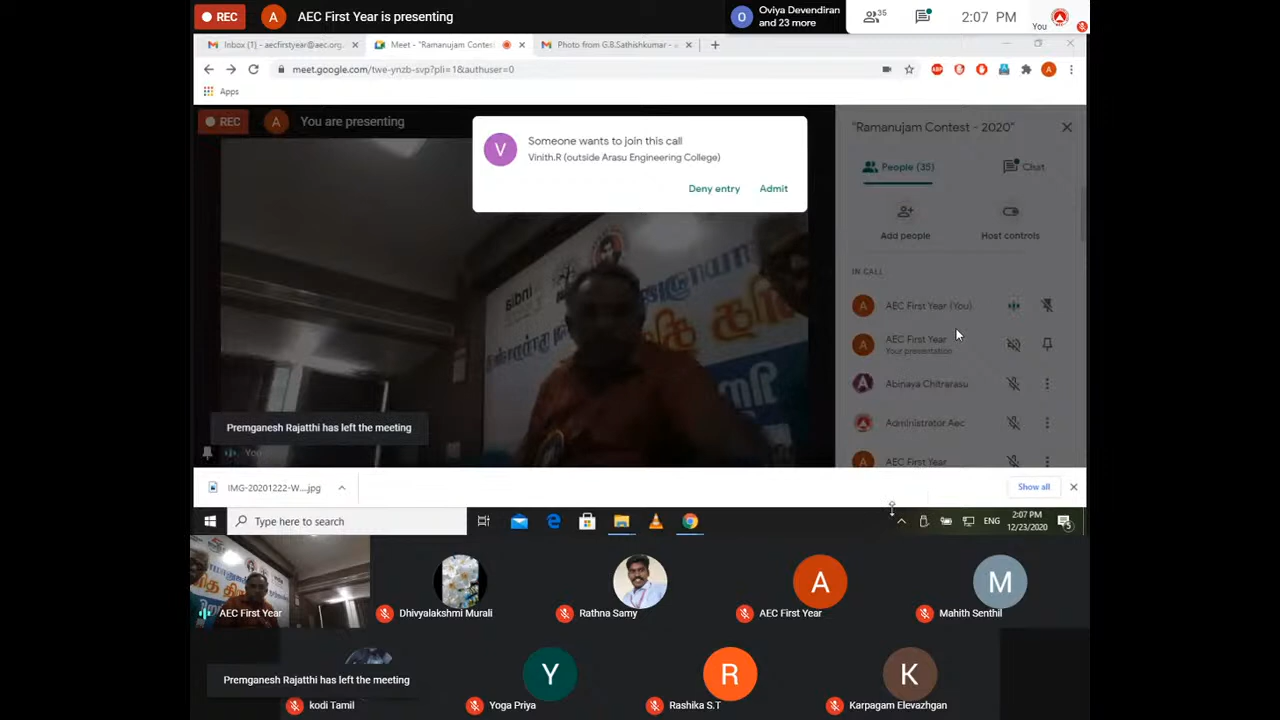 REC
A
AEC First Year is presenting
O
Oviya Devendiran
and 23 more
35
2:07 PM
You
Inbox (1) - aecfirstyear@aec.org.
Meet - "Ramanujam Contest
Photo from G.B.Sathishkumar -
meet.google.com/twe-ynzb-svp?pli=1&authuser=0
ABP
A
Apps
REC
A
You are presenting
V
Someone wants to join this call
Vinith.R (outside Arasu Engineering College)
Deny entry
Admit
"Ramanujam Contest - 2020"
People (35)
Chat
Add people
Host controls
IN CALL
A
AEC First Year (You)
A
AEC First Year
Your presentation
Abinaya Chitrarasu
Administrator Aec
AEC First Year
Premganesh Rajatthi has left the meeting
You
IMG-20201222-W....jpg
Show all
Type here to search
ENG
2:07 PM
12/23/2020
5
AEC First Year
Dhivyalakshmi Murali
Rathna Samy
A
AEC First Year
M
Mahith Senthil
Premganesh Rajatthi has left the meeting
kodi Tamil
Y
Yoga Priya
R
Rashika S.T
K
Karpagam Elevazhgan